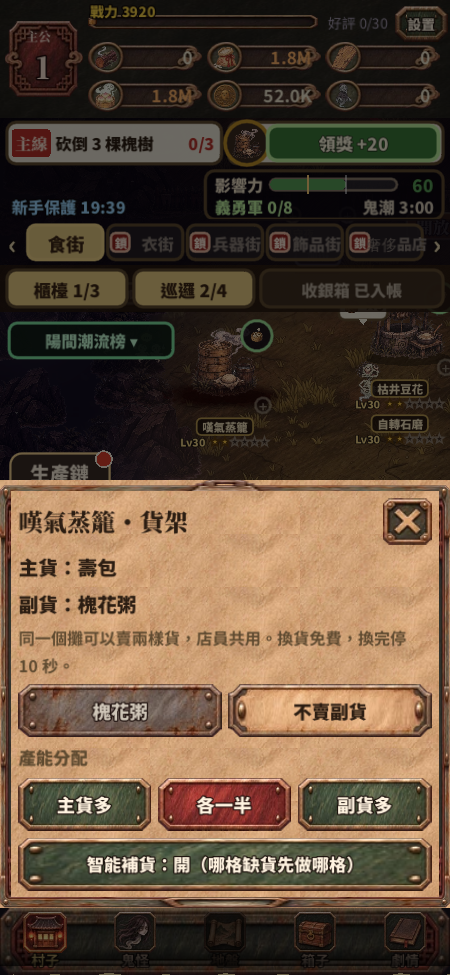 戰力.3920
主公
1
好評 0/30
設置
0
1.8M
0
1.8M
52.0K
0
主線 砍倒 3 棵槐樹 0/3
領獎 +20
影響力 60
新手保護 19:39
義勇軍 0/8
鬼潮 3:00
‹ 食街
鎖 衣街
鎖 兵器街
鎖 飾品街
鎖 奢侈品店 ›
櫃檯 1/3
巡邏 2/4
收銀箱 已入帳
陽間潮流榜 ▾
枯井豆花
Lv30 ★★☆☆☆☆
嘆氣蒸籠
Lv30 ★★☆☆☆☆
自轉石磨
Lv30 ★★☆☆☆☆
生產鏈
嘆氣蒸籠・貨架
主貨：壽包
副貨：槐花粥
同一個攤可以賣兩樣貨，店員共用。換貨免費，換完停
10 秒。
槐花粥
不賣副貨
產能分配
主貨多
各一半
副貨多
智能補貨：開（哪格缺貨先做哪格）
村子
鬼怪
箱子
劇情